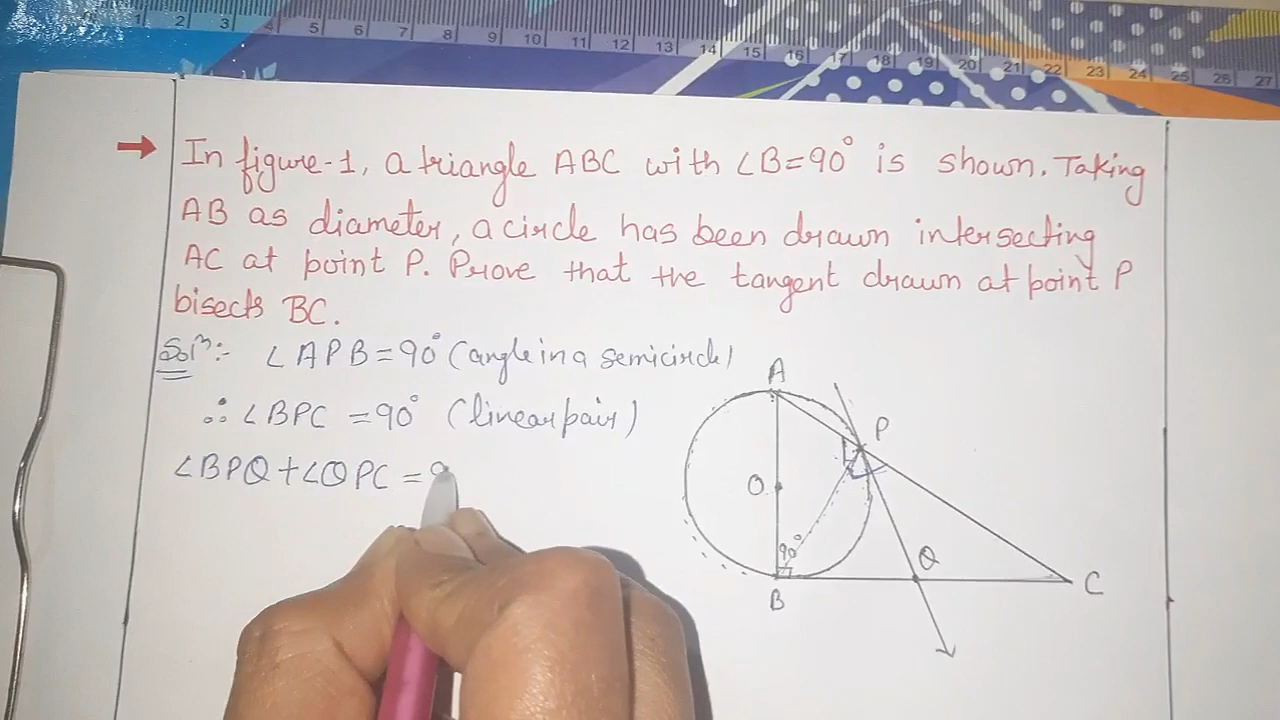 1 2 3 4 5 6 7 8 9 10 11 12 13 14 15 16 17 18 19 20 21 22 23 24 25 26 27
→ In figure-1, a triangle ABC with ∠B=90° is shown. Taking
AB as diameter, a circle has been drawn intersecting
AC at point P. Prove that the tangent drawn at point P
bisects BC.
Solⁿ:- ∠APB=90° (angle in a semicircle)
∴ ∠BPC =90° (linear pair)
∠BPQ+∠QPC = 9
A
P
O
90°
Q
B
C